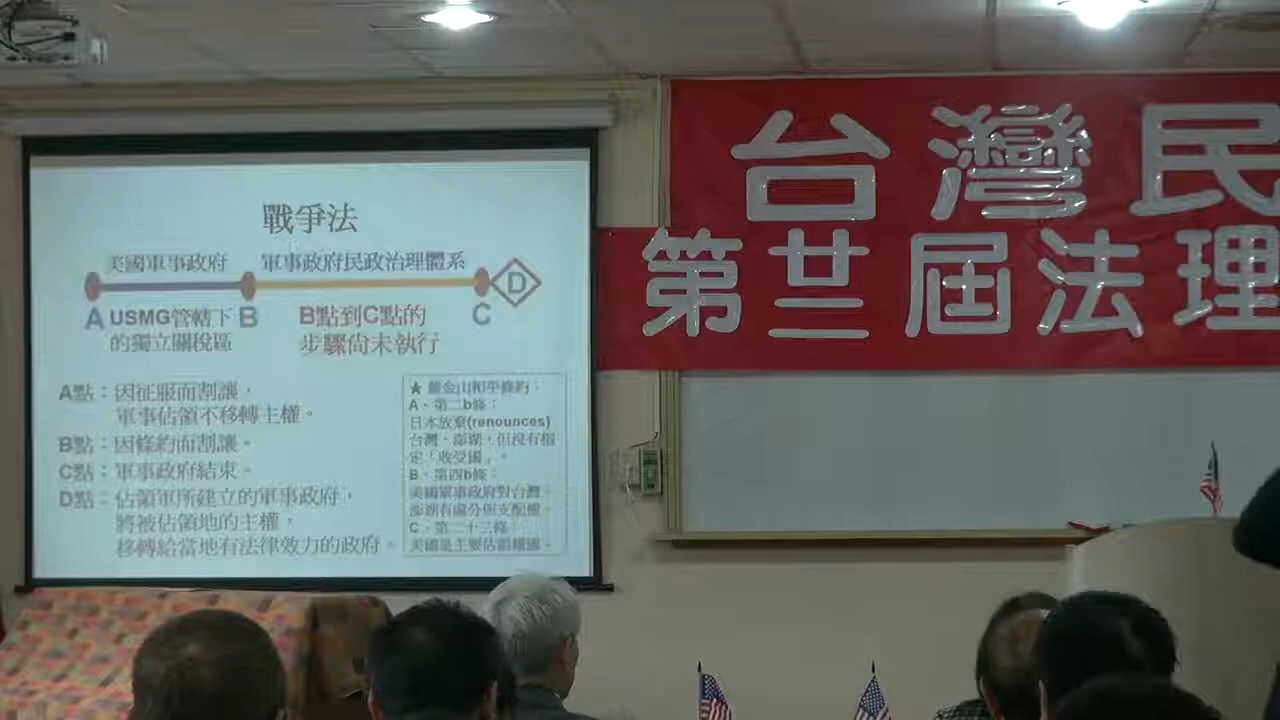 戰爭法
美國軍事政府 軍事政府民政治理體系
D
A USMG管轄下 B B點到C點的 C
的獨立關稅區 步驟尚未執行
A點：因征服而割讓，
軍事佔領不移轉主權。
B點：因條約而割讓。
C點：軍事政府結束。
D點：佔領軍所建立的軍事政府，
將被佔領地的主權，
移轉給當地有法律效力的政府。
★ 舊金山和平條約：
A、第二b條：
日本放棄(renounces)
台灣、澎湖，但沒有指
定「收受國」。
B、第四b條：
美國軍事政府對台灣、
澎湖有處分與支配權。
C、第二十三條：
美國是主要佔領權國。
台灣民
第廿二屆法理